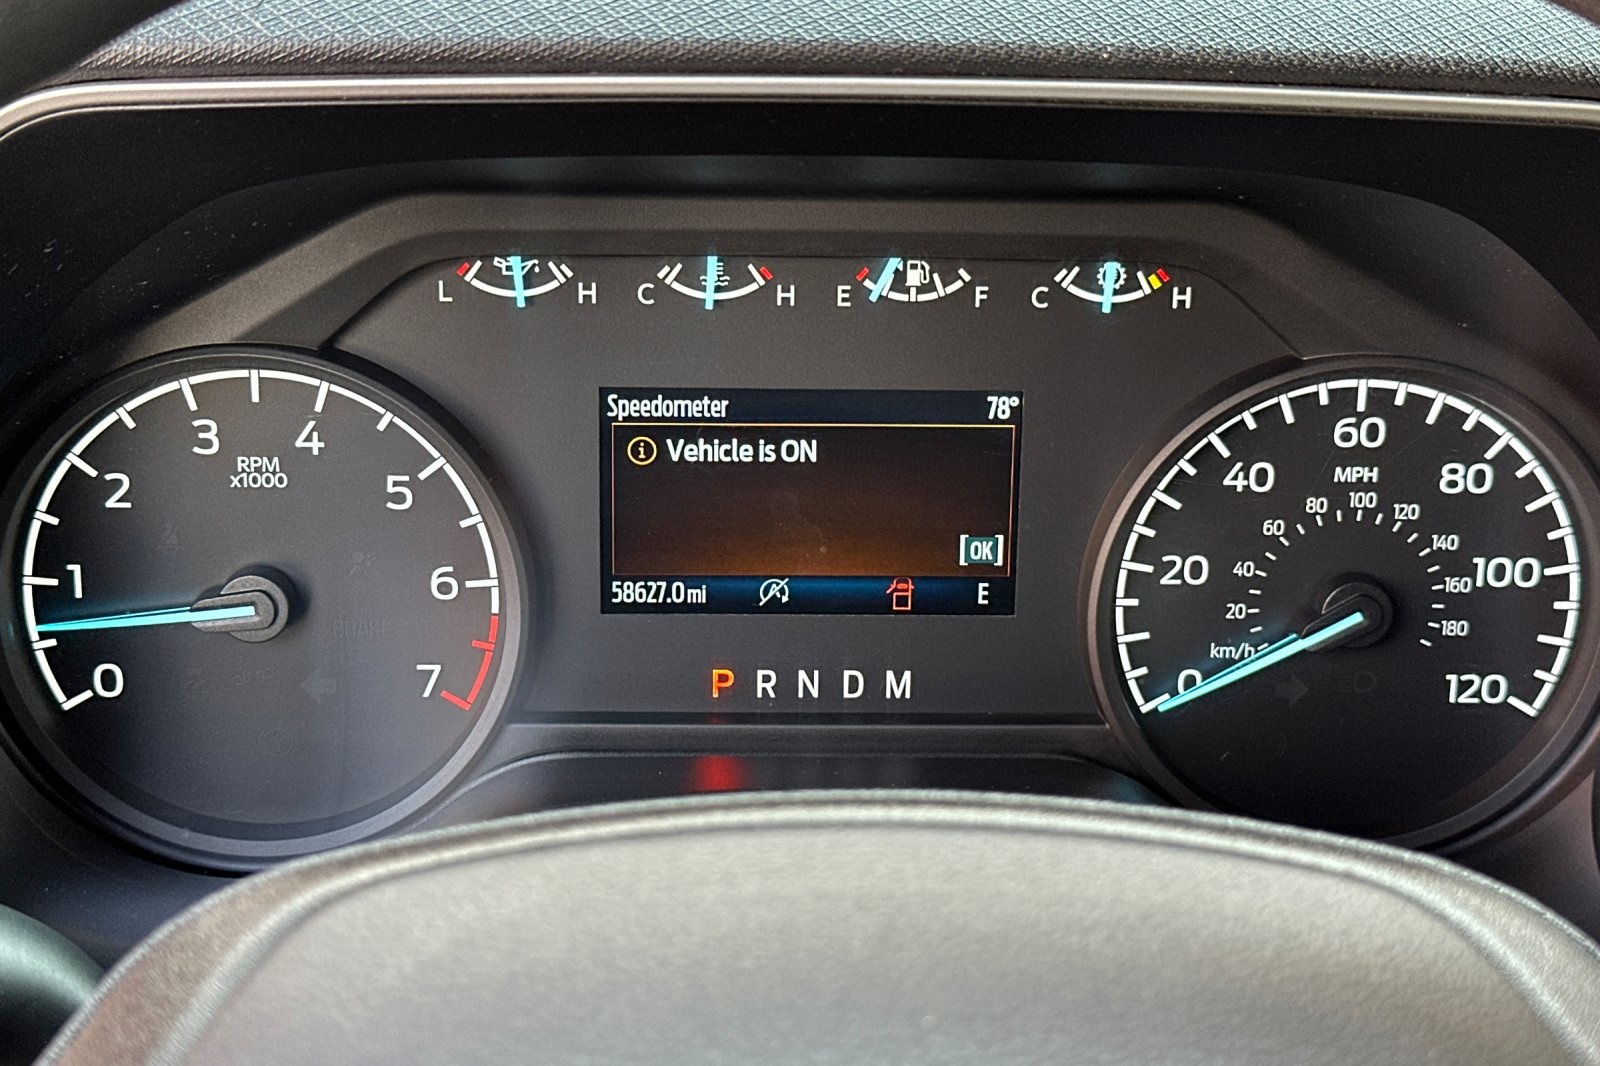 L H C H E F C H
Speedometer 78°
Vehicle is ON
[OK]
58627.0 mi E
P R N D M
0 1 2 3 4 5 6 7
RPM
x1000
BRAKE
0 20 40 60 80 100 120
MPH
20 40 60 80 100 120 140 160 180
km/h